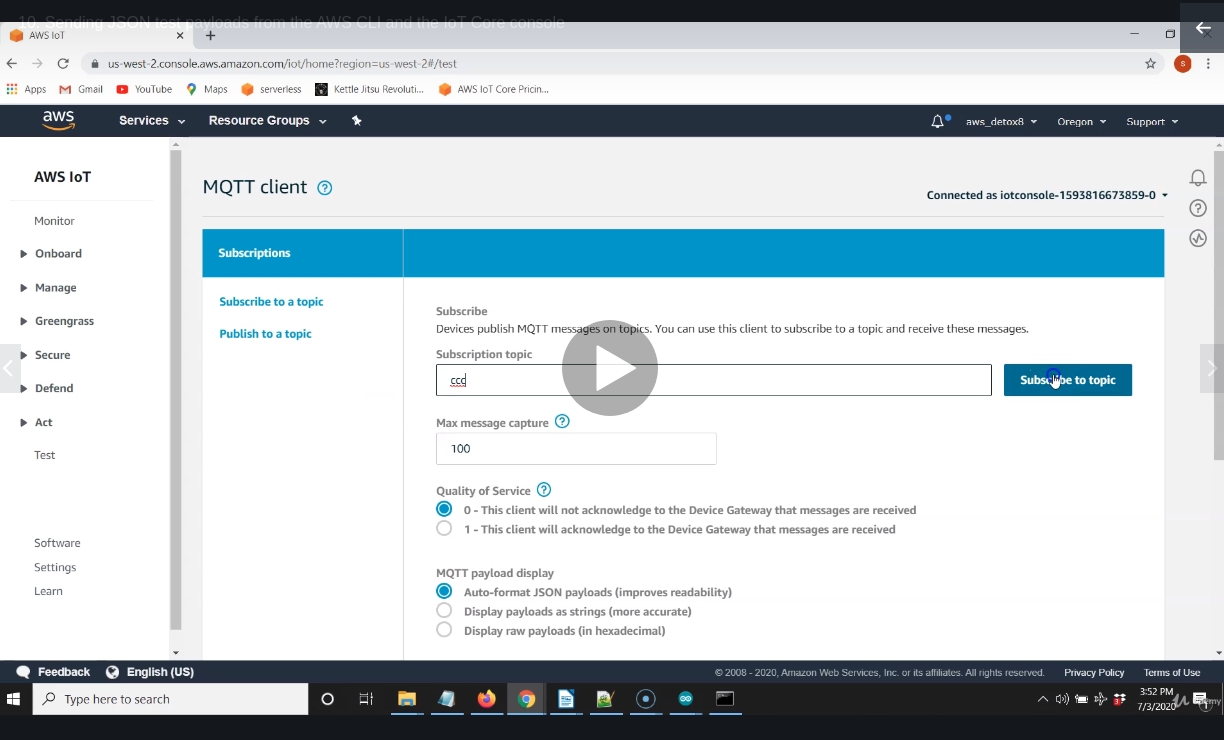 10. Sending JSON test payloads from the AWS CLI and the IoT Core console
AWS IoT
us-west-2.console.aws.amazon.com/iot/home?region=us-west-2#/test
S
Apps Gmail YouTube Maps serverless Kettle Jitsu Revoluti... AWS IoT Core Pricin...
aws Services Resource Groups aws_detox8 Oregon Support
AWS IoT
Monitor
Onboard
Manage
Greengrass
Secure
Defend
Act
Test
Software
Settings
Learn
MQTT client
Connected as iotconsole-1593816673859-0
Subscriptions
Subscribe to a topic
Publish to a topic
Subscribe
Devices publish MQTT messages on topics. You can use this client to subscribe to a topic and receive these messages.
Subscription topic
ccc
Subscribe to topic
Max message capture
100
Quality of Service
0 - This client will not acknowledge to the Device Gateway that messages are received
1 - This client will acknowledge to the Device Gateway that messages are received
MQTT payload display
Auto-format JSON payloads (improves readability)
Display payloads as strings (more accurate)
Display raw payloads (in hexadecimal)
Feedback English (US) © 2008 - 2020, Amazon Web Services, Inc. or its affiliates. All rights reserved. Privacy Policy Terms of Use
Type here to search
3:52 PM
7/3/2020